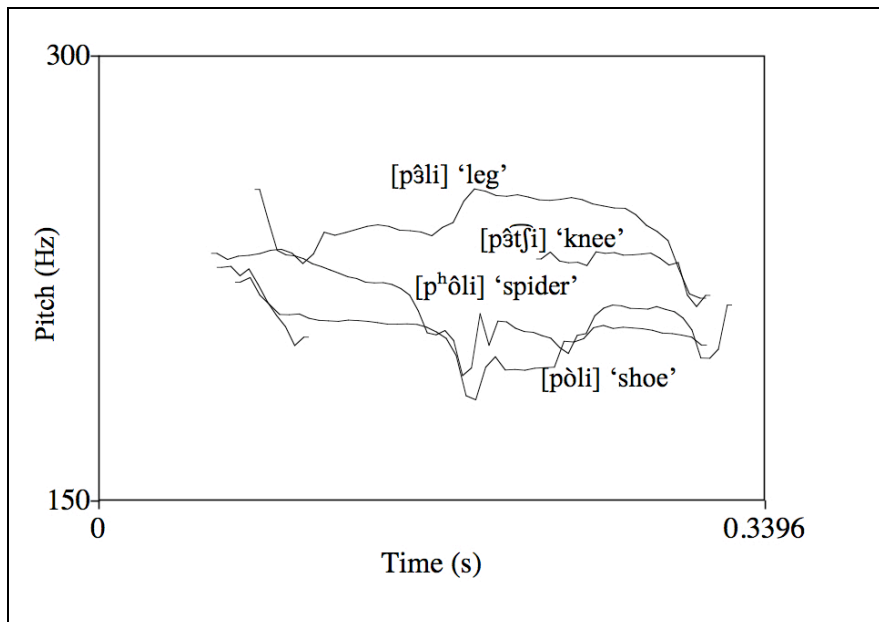 300
[pɜ̂li] ‘leg’
[pɜ̂t͡ʃi] ‘knee’
[pʰôli] ‘spider’
[pòli] ‘shoe’
150
0
0.3396
Time (s)
Pitch (Hz)